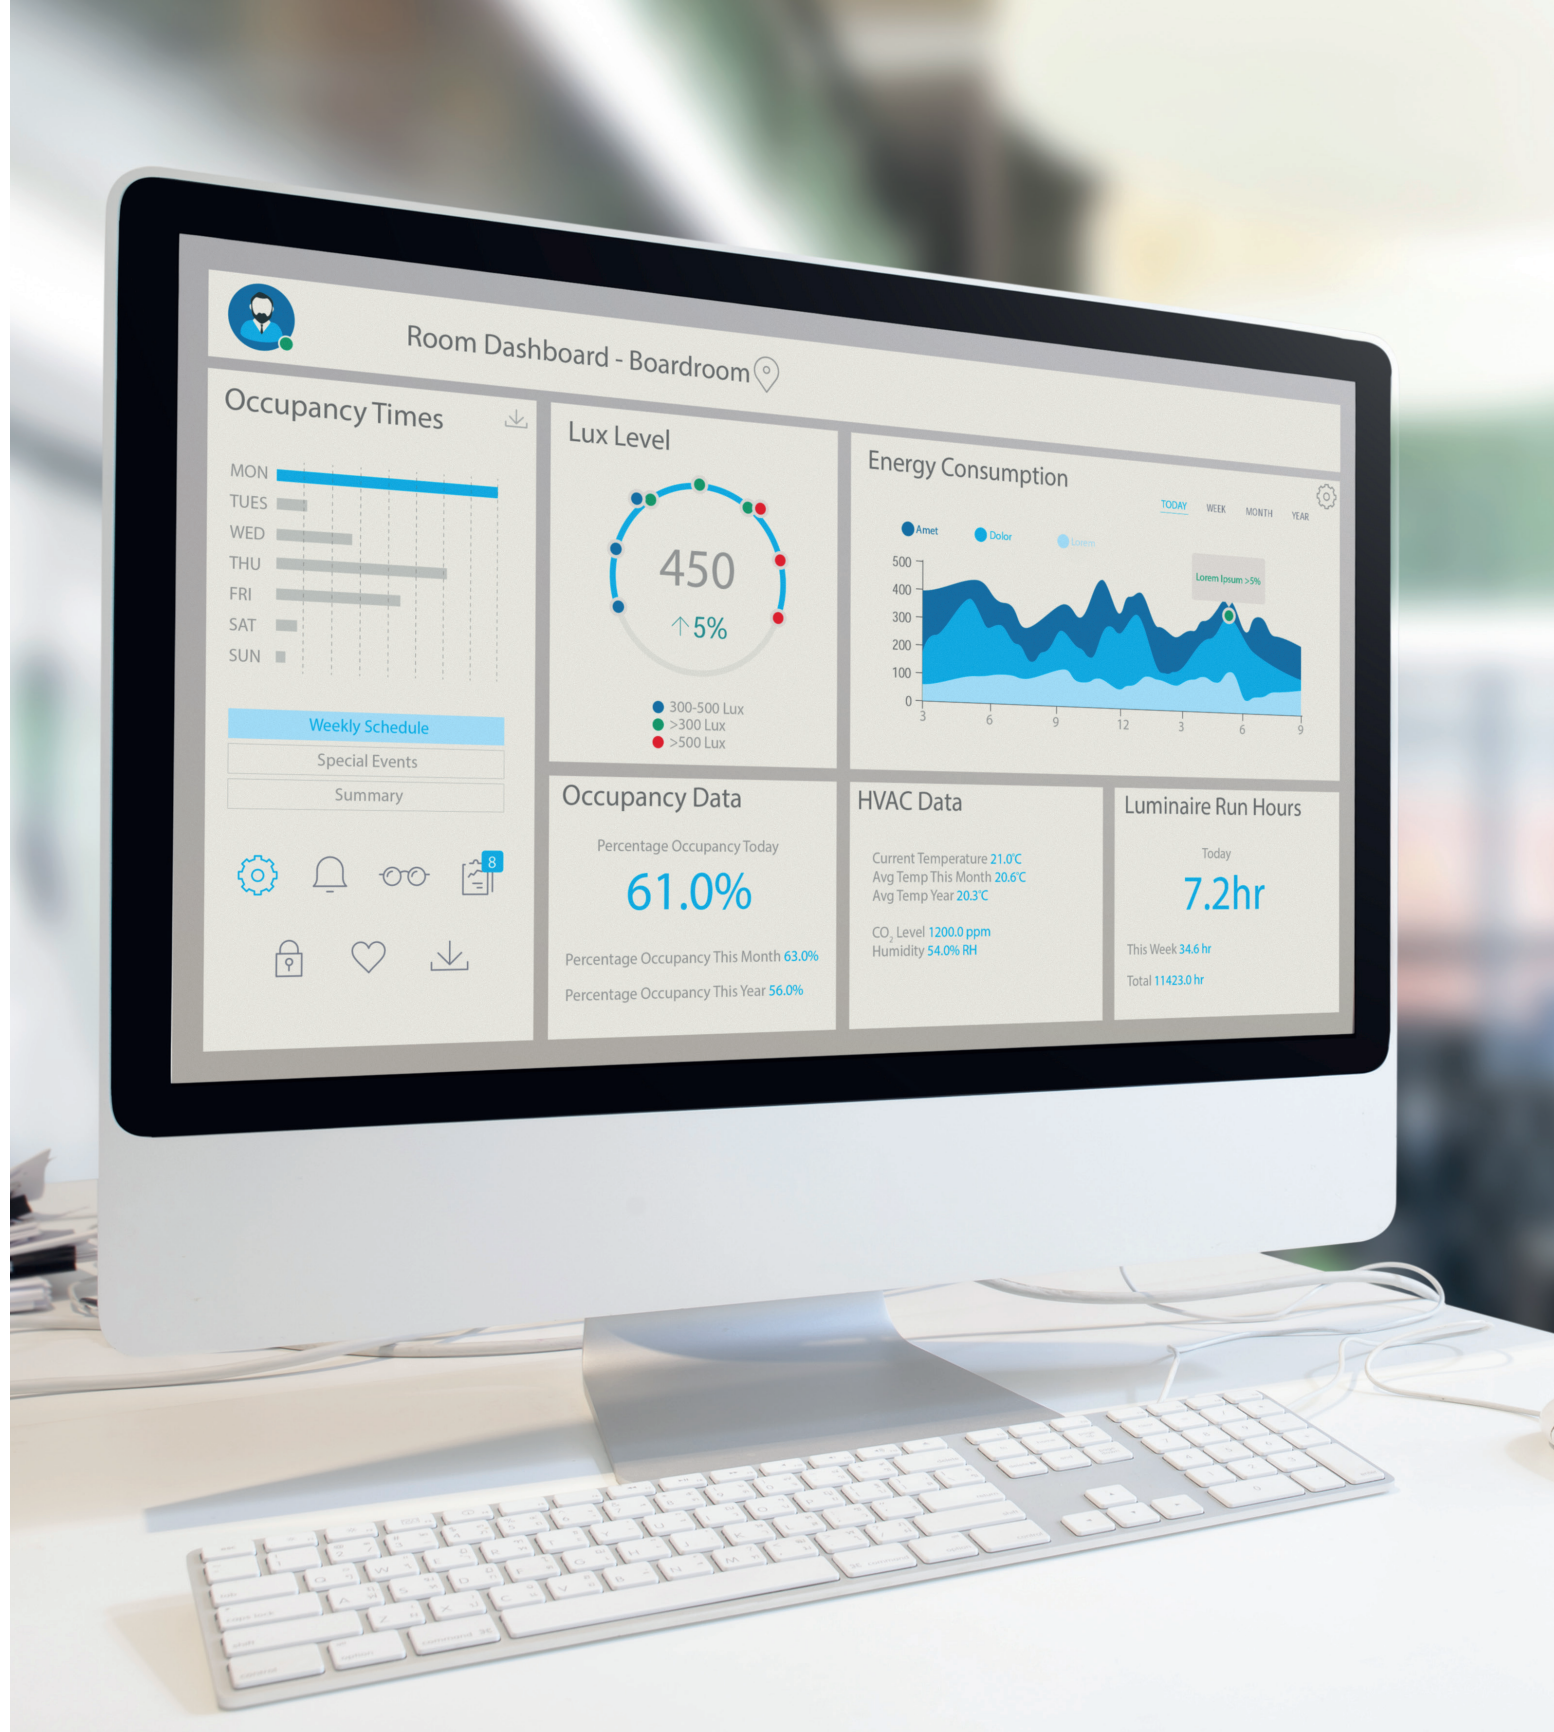 Room Dashboard - Boardroom
Occupancy Times
MON
TUES
WED
THU
FRI
SAT
SUN
Weekly Schedule
Special Events
Summary
8
Lux Level
450
↑5%
300-500 Lux
>300 Lux
>500 Lux
Energy Consumption
TODAY WEEK MONTH YEAR
Amet Dolor Lorem
Lorem Ipsum >5%
500
400
300
200
100
0
3 6 9 12 3 6 9
Occupancy Data
Percentage Occupancy Today
61.0%
Percentage Occupancy This Month 63.0%
Percentage Occupancy This Year 56.0%
HVAC Data
Current Temperature 21.0°C
Avg Temp This Month 20.6°C
Avg Temp Year 20.3°C
CO₂ Level 1200.0 ppm
Humidity 54.0% RH
Luminaire Run Hours
Today
7.2hr
This Week 34.6 hr
Total 11423.0 hr